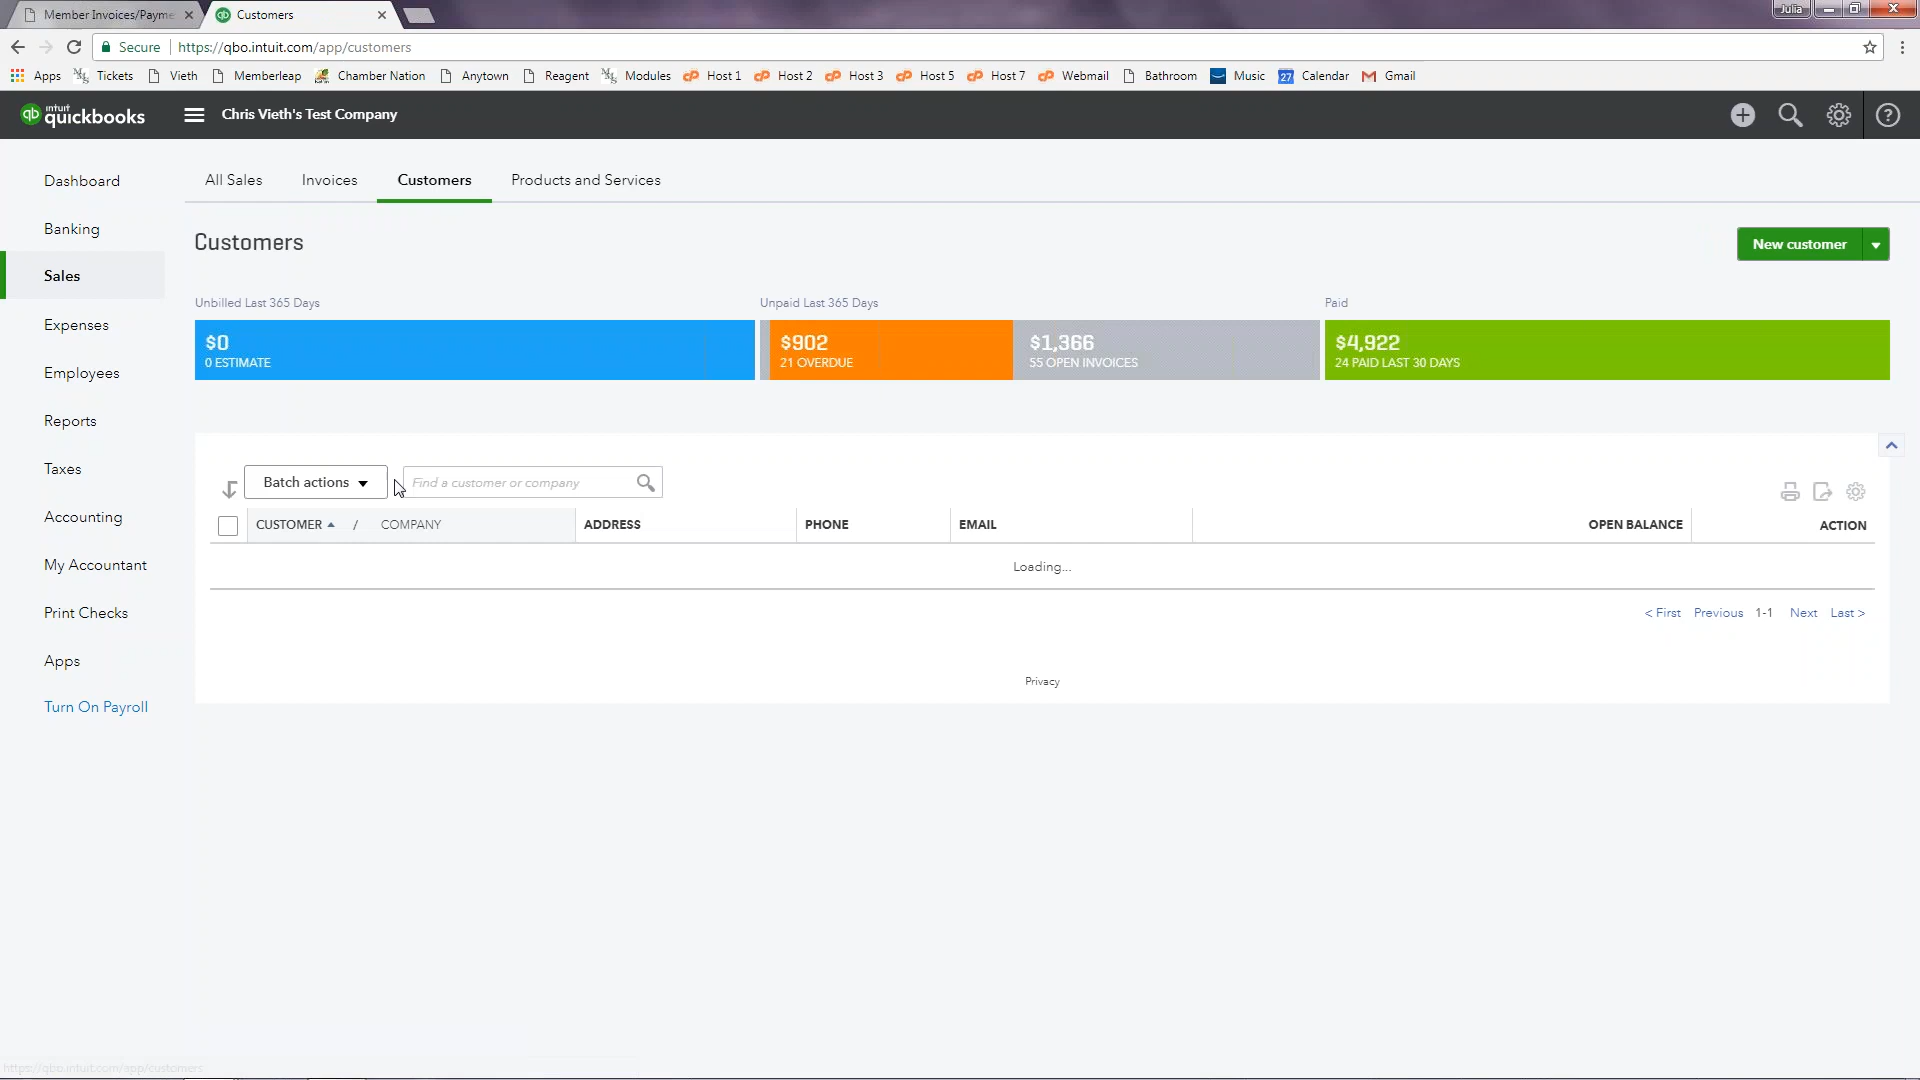 Member Invoices/Payme
Customers
Julia
Secure
https://qbo.intuit.com/app/customers
Apps Tickets Vieth Memberleap Chamber Nation Anytown Reagent Modules Host 1 Host 2 Host 3 Host 5 Host 7 Webmail Bathroom Music 27 Calendar Gmail
qb intuit quickbooks
Chris Vieth's Test Company
Dashboard
Banking
Sales
Expenses
Employees
Reports
Taxes
Accounting
My Accountant
Print Checks
Apps
Turn On Payroll
All Sales Invoices Customers Products and Services
Customers
New customer
Unbilled Last 365 Days
$0
0 ESTIMATE
Unpaid Last 365 Days
$902
21 OVERDUE
$1,366
55 OPEN INVOICES
Paid
$4,922
24 PAID LAST 30 DAYS
Batch actions
Find a customer or company
CUSTOMER / COMPANY ADDRESS PHONE EMAIL OPEN BALANCE ACTION
Loading...
< First Previous 1-1 Next Last >
Privacy
https://qbo.intuit.com/app/customers